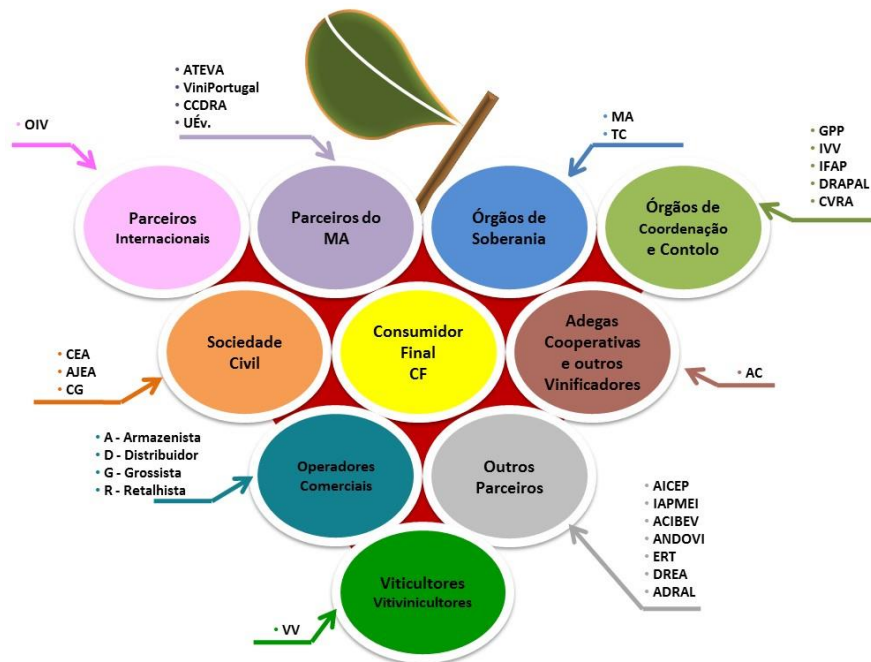 • ATEVA
• ViniPortugal
• CCDRA
• UÉv.
• OIV
• MA
• TC
• GPP
• IVV
• IFAP
• DRAPAL
• CVRA
Parceiros
Internacionais
Parceiros do
MA
Órgãos de
Soberania
Órgãos de
Coordenação
e Contolo
• CEA
• AJEA
• CG
Sociedade
Civil
Consumidor
Final
CF
Adegas
Cooperativas
e outros
Vinificadores
• AC
• A - Armazenista
• D - Distribuidor
• G - Grossista
• R - Retalhista
Operadores
Comerciais
Outros
Parceiros
• AICEP
• IAPMEI
• ACIBEV
• ANDOVI
• ERT
• DREA
• ADRAL
Viticultores
Vitivinicultores
• VV